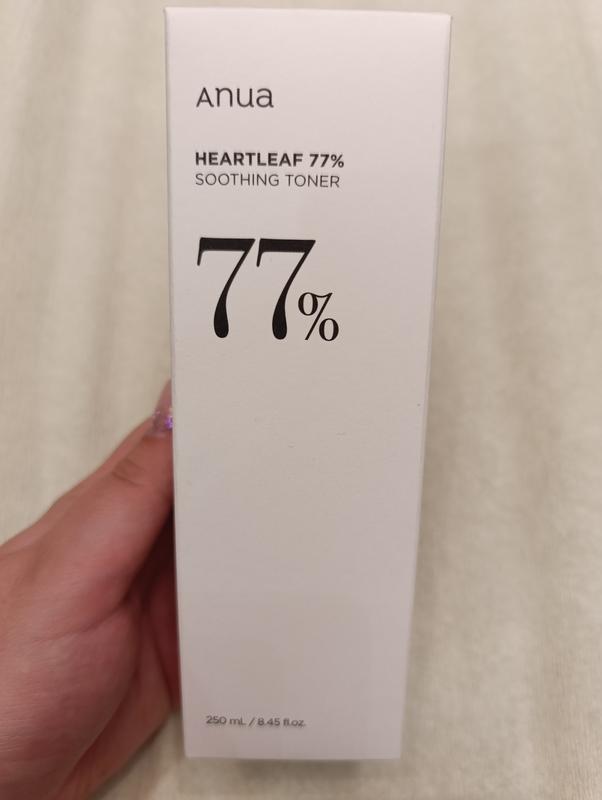 Anua
HEARTLEAF 77%
SOOTHING TONER
77%
250 mL / 8.45 fl.oz.